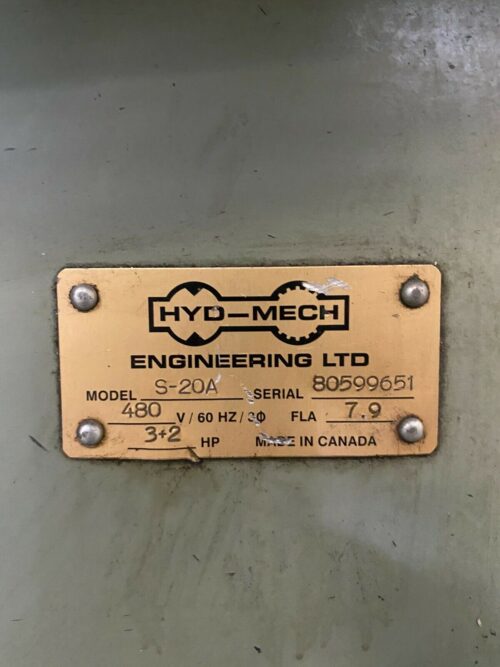 HYD-MECH
ENGINEERING LTD
MODEL S-20A SERIAL 80599651
480 V / 60 HZ / 3Φ FLA 7.9
3+2 HP MADE IN CANADA